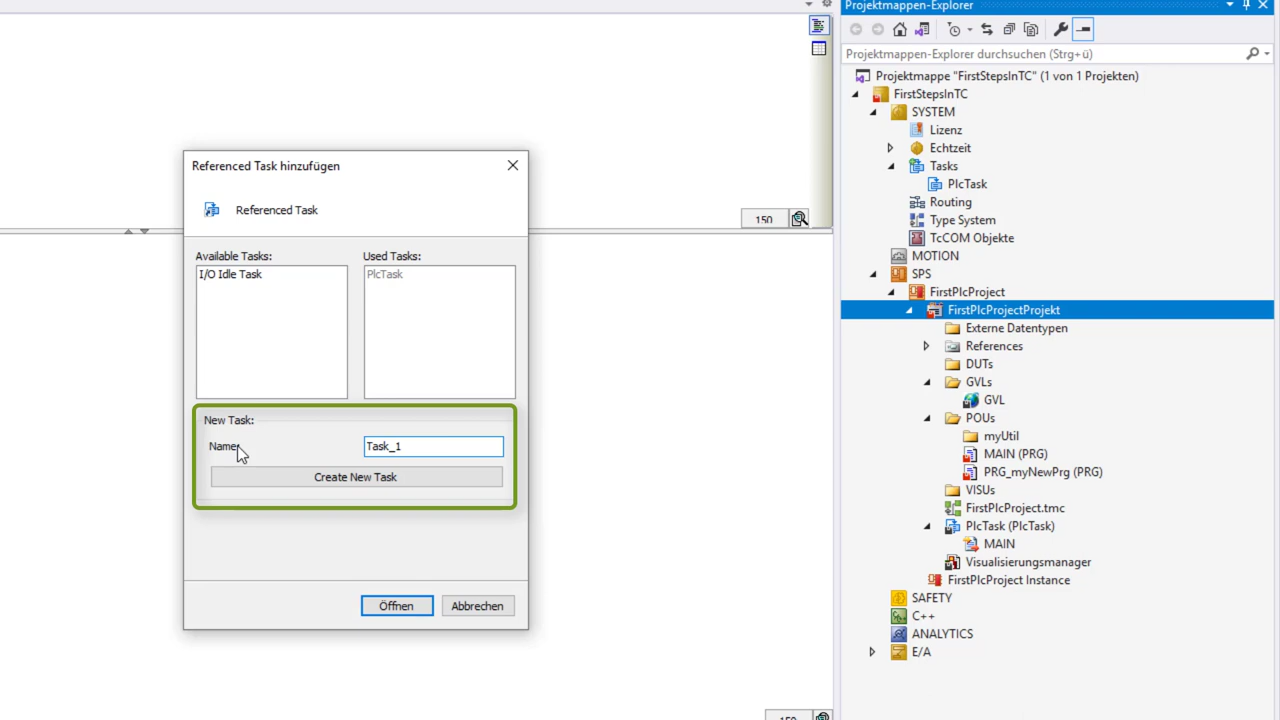 Projektmappen-Explorer
Projektmappen-Explorer durchsuchen (Strg+ü)
Projektmappe "FirstStepsInTC" (1 von 1 Projekten)
FirstStepsInTC
SYSTEM
Lizenz
Echtzeit
Tasks
PlcTask
Routing
Type System
TcCOM Objekte
MOTION
SPS
FirstPlcProject
FirstPlcProjectProjekt
Externe Datentypen
References
DUTs
GVLs
GVL
POUs
myUtil
MAIN (PRG)
PRG_myNewPrg (PRG)
VISUs
FirstPlcProject.tmc
PlcTask (PlcTask)
MAIN
Visualisierungsmanager
FirstPlcProject Instance
SAFETY
C++
ANALYTICS
E/A
Referenced Task hinzufügen
Referenced Task
Available Tasks:
I/O Idle Task
Used Tasks:
PlcTask
New Task:
Name:
Task_1
Create New Task
Öffnen
Abbrechen
150
150